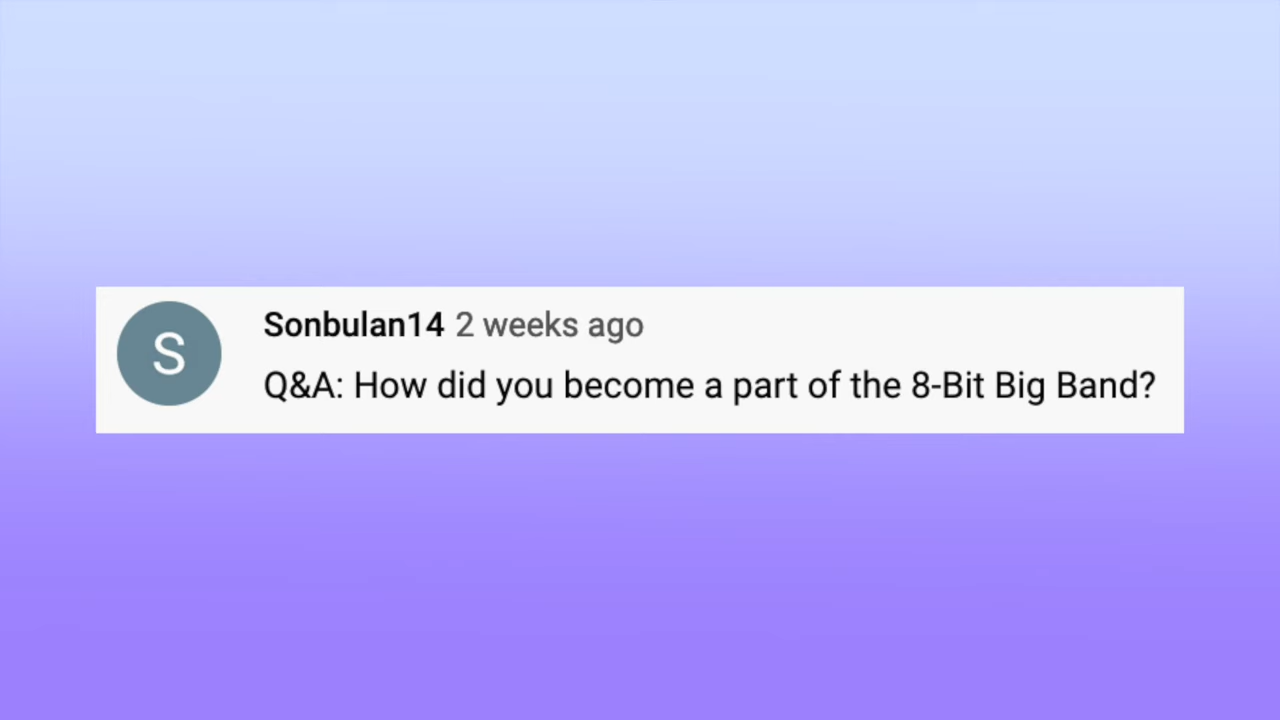 S
Sonbulan14 2 weeks ago
Q&A: How did you become a part of the 8-Bit Big Band?